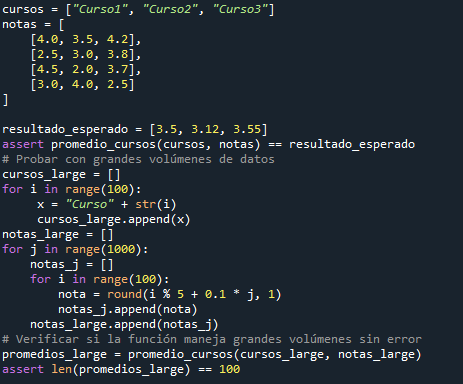 cursos = ["Curso1", "Curso2", "Curso3"]
notas = [
    [4.0, 3.5, 4.2],
    [2.5, 3.0, 3.8],
    [4.5, 2.0, 3.7],
    [3.0, 4.0, 2.5]
]

resultado_esperado = [3.5, 3.12, 3.55]
assert promedio_cursos(cursos, notas) == resultado_esperado
# Probar con grandes volúmenes de datos
cursos_large = []
for i in range(100):
     x = "Curso" + str(i)
     cursos_large.append(x)
notas_large = []
for j in range(1000):
    notas_j = []
    for i in range(100):
        nota = round(i % 5 + 0.1 * j, 1)
        notas_j.append(nota)
    notas_large.append(notas_j)
# Verificar si la función maneja grandes volúmenes sin error
promedios_large = promedio_cursos(cursos_large, notas_large)
assert len(promedios_large) == 100